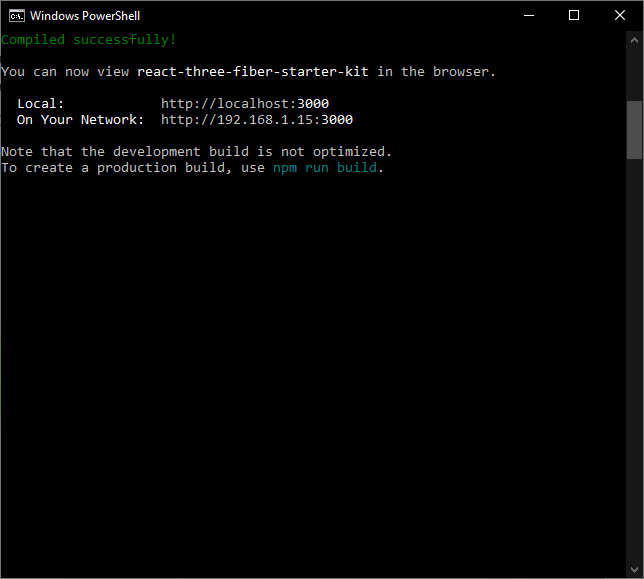 Windows PowerShell
Compiled successfully!
You can now view react-three-fiber-starter-kit in the browser.
Local: http://localhost:3000
On Your Network: http://192.168.1.15:3000
Note that the development build is not optimized.
To create a production build, use npm run build.